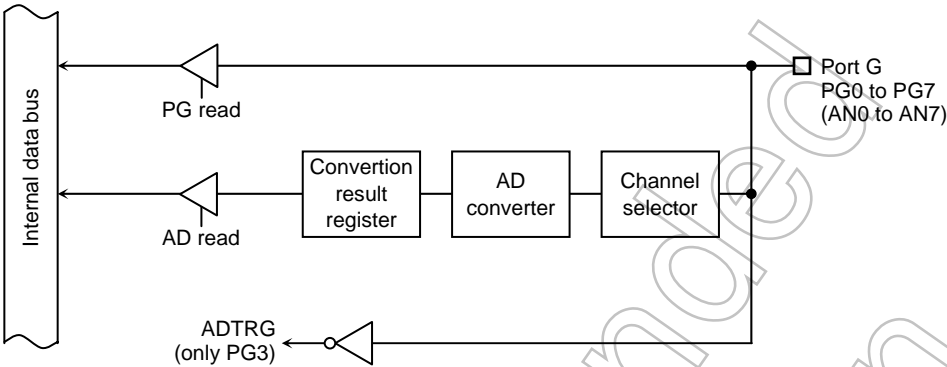 Internal data bus
PG read
Port G
PG0 to PG7
(AN0 to AN7)
Convertion
result
register
AD
converter
Channel
selector
AD read
ADTRG
(only PG3)